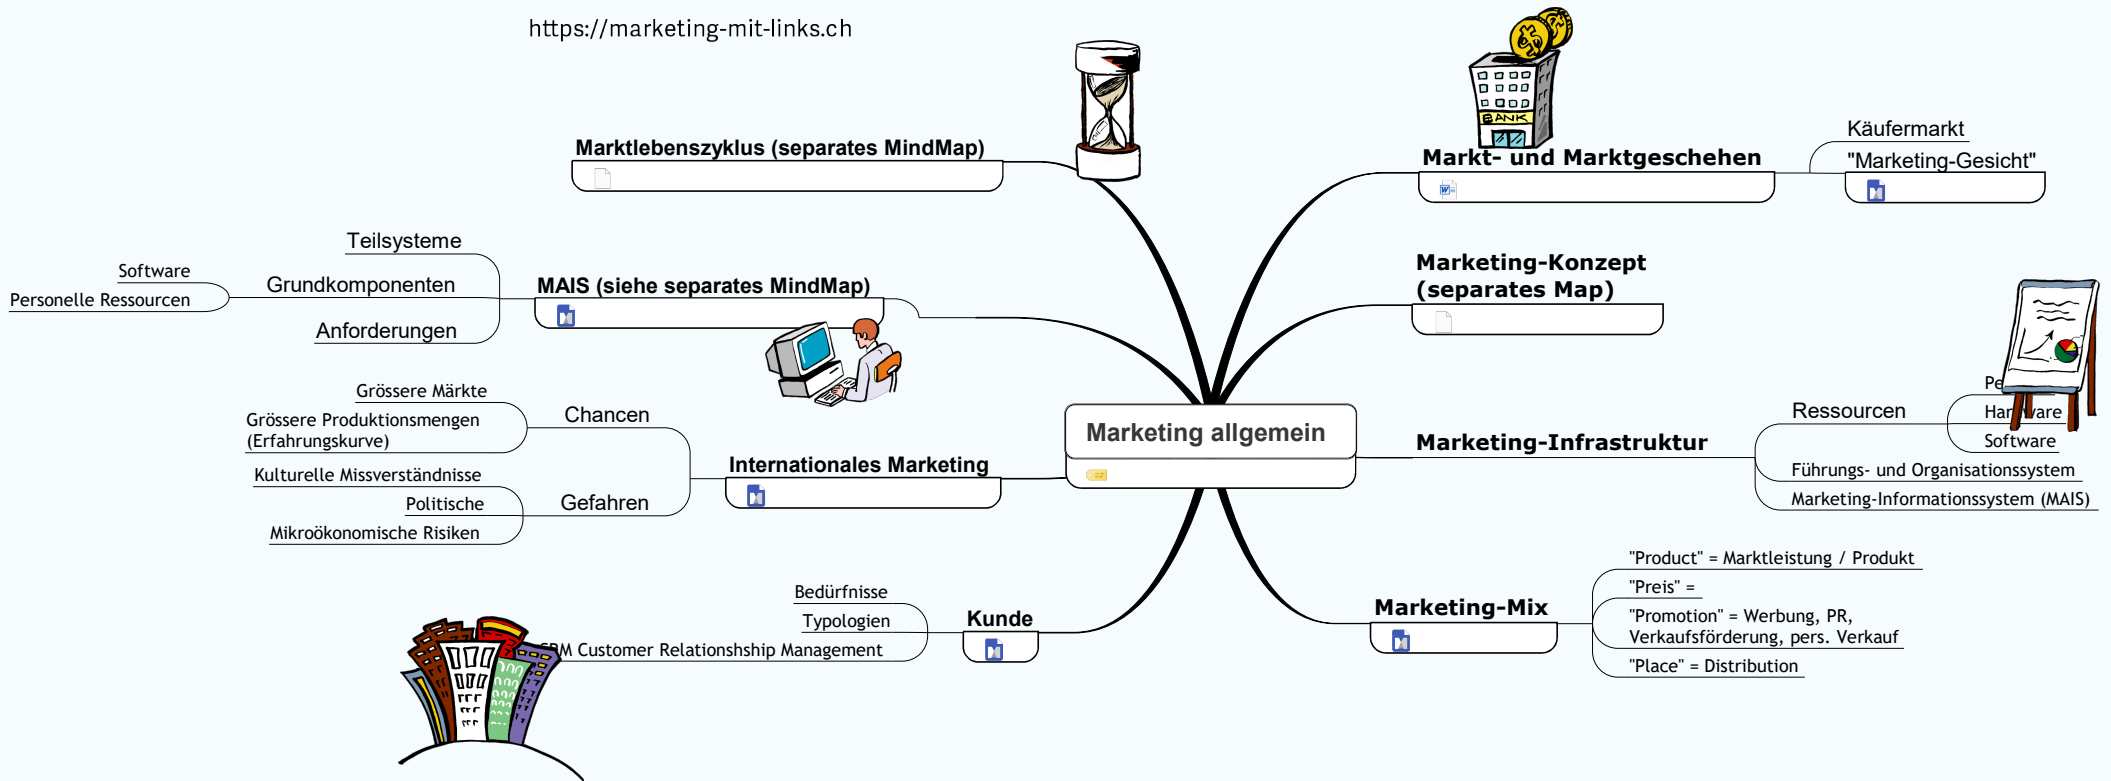 https://marketing-mit-links.ch
BANK
Marktlebenszyklus (separates MindMap)
Teilsysteme
Software
Personelle Ressourcen
Grundkomponenten
Anforderungen
MAIS (siehe separates MindMap)
Grössere Märkte
Grössere Produktionsmengen
(Erfahrungskurve)
Chancen
Kulturelle Missverständnisse
Politische
Mikroökonomische Risiken
Gefahren
Internationales Marketing
Bedürfnisse
Typologien
Customer Relationshship Management
Kunde
Marketing allgemein
Markt- und Marktgeschehen
Käufermarkt
"Marketing-Gesicht"
Marketing-Konzept
(separates Map)
Marketing-Infrastruktur
Ressourcen
Hardware
Software
Führungs- und Organisationssystem
Marketing-Informationssystem (MAIS)
Marketing-Mix
"Product" = Marktleistung / Produkt
"Preis" =
"Promotion" = Werbung, PR,
Verkaufsförderung, pers. Verkauf
"Place" = Distribution